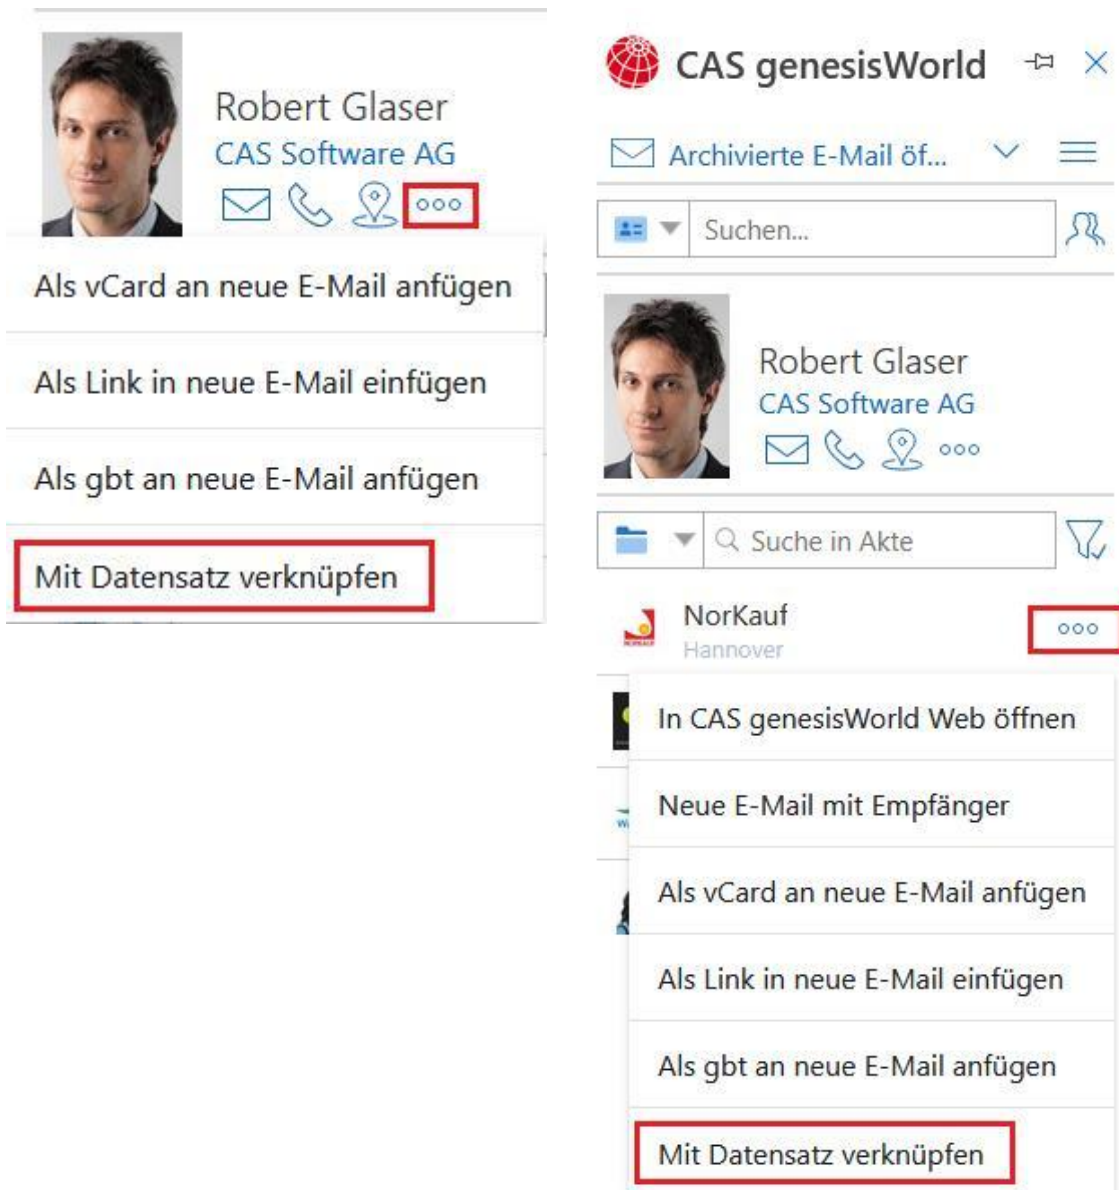 Robert Glaser
CAS Software AG
Als vCard an neue E-Mail anfügen
Als Link in neue E-Mail einfügen
Als gbt an neue E-Mail anfügen
Mit Datensatz verknüpfen
CAS genesisWorld
Archivierte E-Mail öf...
Suchen...
Robert Glaser
CAS Software AG
Suche in Akte
NORKAUF
NorKauf
Hannover
In CAS genesisWorld Web öffnen
Neue E-Mail mit Empfänger
Als vCard an neue E-Mail anfügen
Als Link in neue E-Mail einfügen
Als gbt an neue E-Mail anfügen
Mit Datensatz verknüpfen